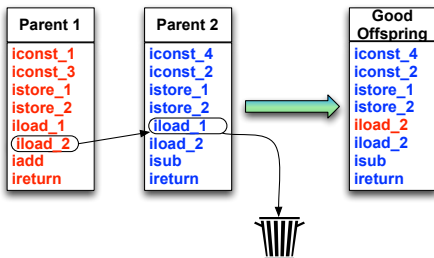 Parent 1
iconst_1
iconst_3
istore_1
istore_2
iload_1
iload_2
iadd
ireturn
Parent 2
iconst_4
iconst_2
istore_1
istore_2
iload_1
iload_2
isub
ireturn
Good
Offspring
iconst_4
iconst_2
istore_1
istore_2
iload_2
iload_2
isub
ireturn